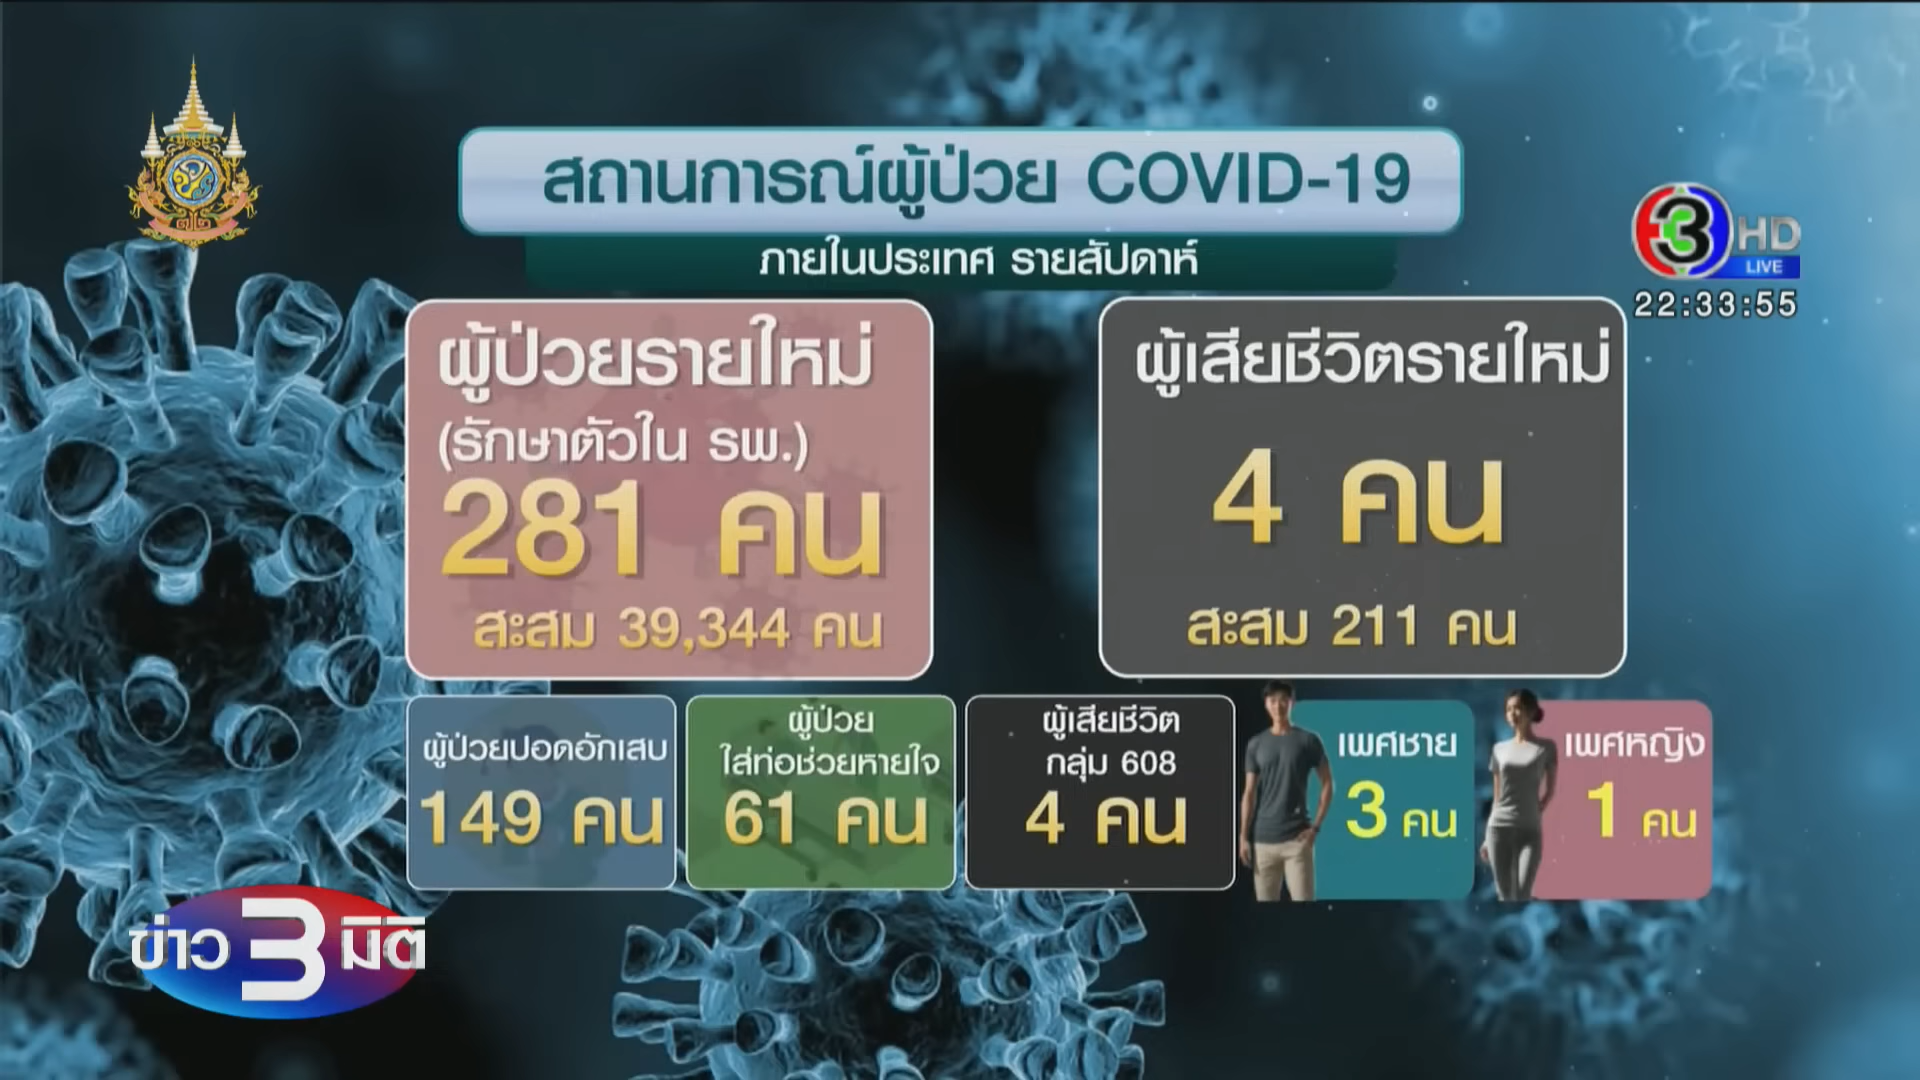 สถานการณ์ผู้ป่วย COVID-19
ภายในประเทศ รายสัปดาห์
3 HD
LIVE
22:33:55
ผู้ป่วยรายใหม่
(รักษาตัวใน รพ.)
281 คน
สะสม 39,344 คน
ผู้เสียชีวิตรายใหม่
4 คน
สะสม 211 คน
ผู้ป่วยปอดอักเสบ
149 คน
ผู้ป่วย
ใส่ท่อช่วยหายใจ
61 คน
ผู้เสียชีวิต
กลุ่ม 608
4 คน
เพศชาย
3 คน
เพศหญิง
1 คน
ข่าว 3 มิติ